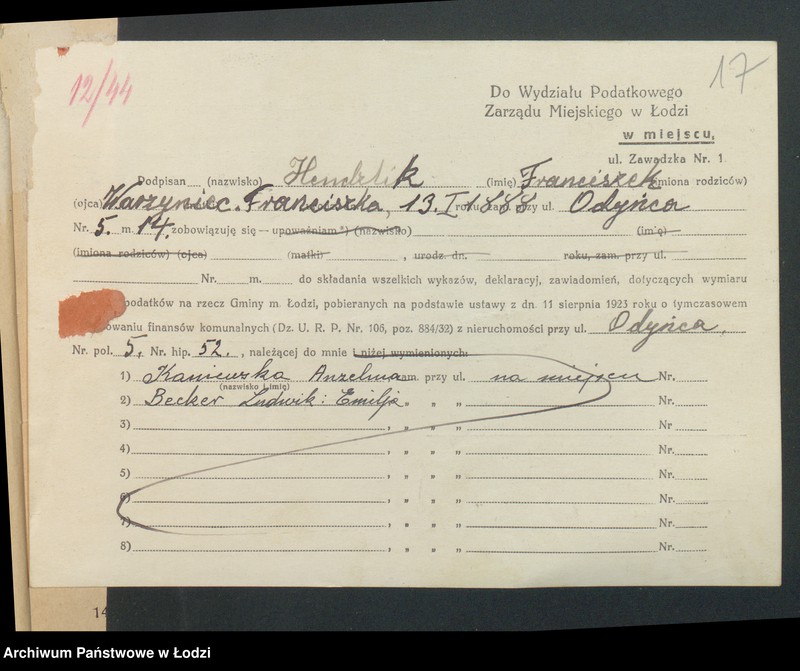 12/44
17
Do Wydziału Podatkowego
Zarządu Miejskiego w Łodzi
w miejscu,
ul. Zawadzka Nr. 1.
Podpisan (nazwisko) Hendzlik (imię) Franciszek (imiona rodziców)
(ojca) Warzyniec. Franciszka, 13. I 1888 roku zam. przy ul. Odyńca
Nr. 5. m 14. zobowiązuję się — upoważniam*) (nazwisko) (imię)
(imiona rodziców) (ojca) (matki) , urodz. dn. roku, zam. przy ul.
Nr. m. do składania wszelkich wykazów, deklaracyj, zawiadomień, dotyczących wymiaru
podatków na rzecz Gminy m. Łodzi, pobieranych na podstawie ustawy z dn. 11 sierpnia 1923 roku o tymczasowem
owaniu finansów komunalnych (Dz. U. R. P. Nr. 106, poz. 884/32) z nieruchomości przy ul. Odyńca,
Nr. pol. 5, Nr. hip. 52. , należącej do mnie i niżej wymienionych:
1) Kaniewska Anzelma zam. przy ul. na miejscu Nr.
(nazwisko i imię)
2) Becker Ludwik i Emilja „ „ Nr.
3) , „ „ Nr.
4) , „ „ Nr.
5) , „ „ Nr.
6) , „ „ Nr.
7) , „ „ Nr.
8) , „ „ Nr.
14
Archiwum Państwowe w Łodzi